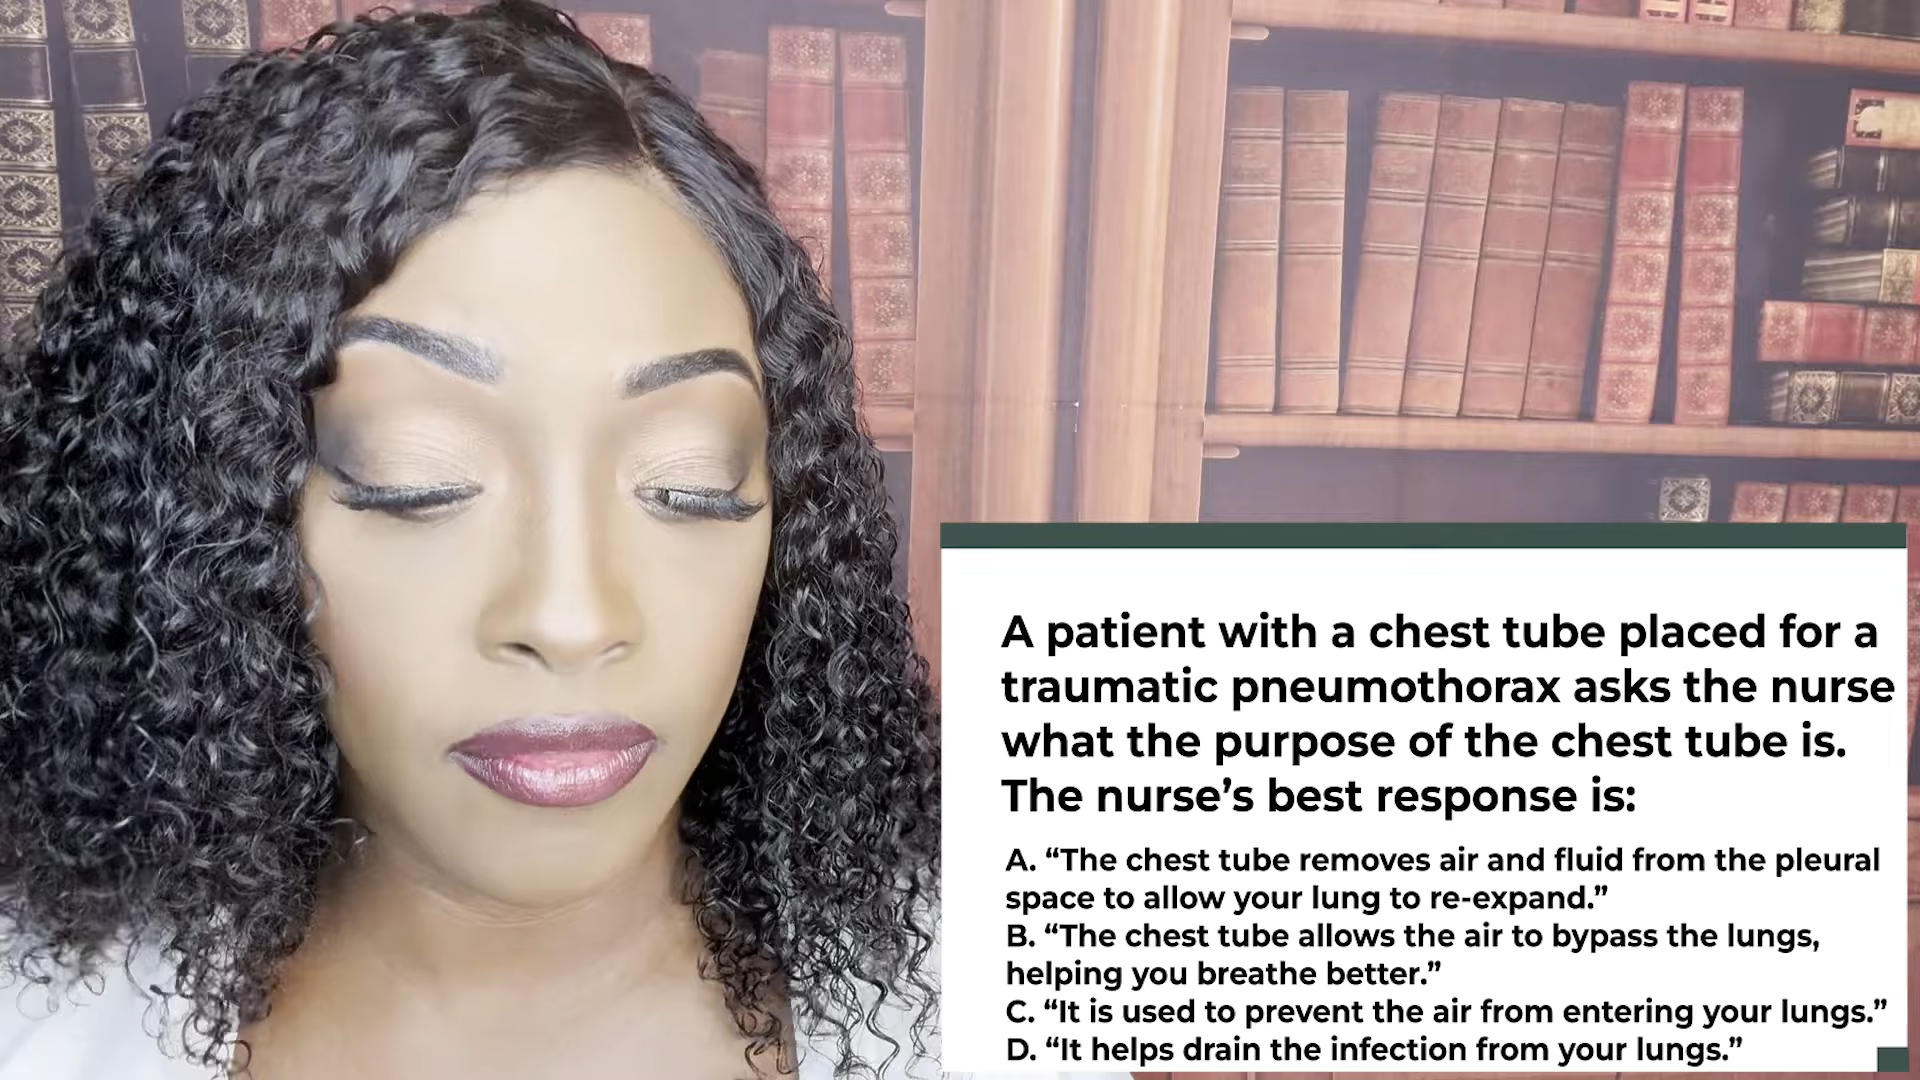 A patient with a chest tube placed for a
traumatic pneumothorax asks the nurse
what the purpose of the chest tube is.
The nurse’s best response is:
A. “The chest tube removes air and fluid from the pleural
space to allow your lung to re-expand.”
B. “The chest tube allows the air to bypass the lungs,
helping you breathe better.”
C. “It is used to prevent the air from entering your lungs.”
D. “It helps drain the infection from your lungs.”